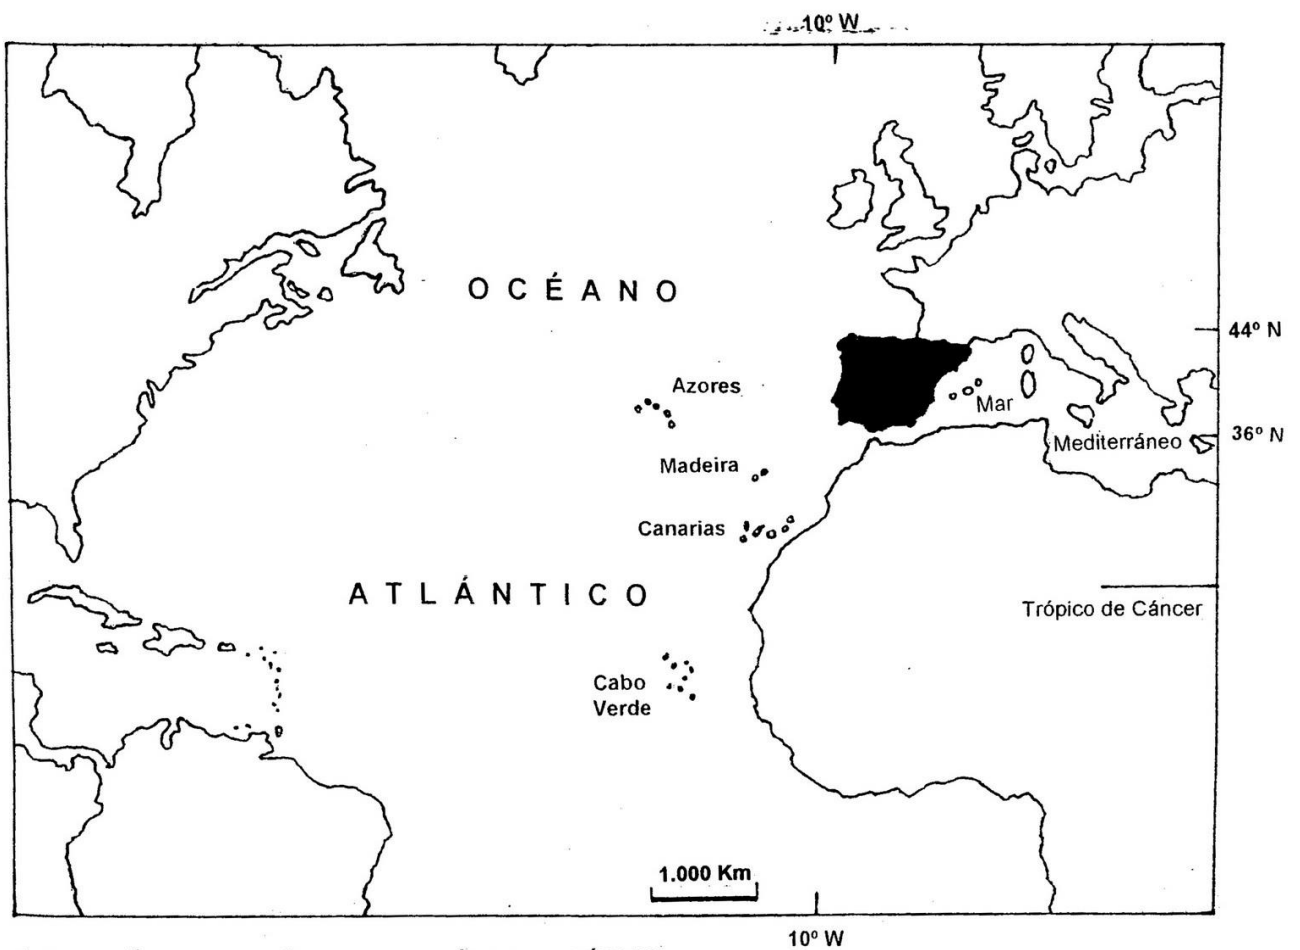 10º W
OCÉANO
44º N
Azores
Mar
Mediterráneo
36º N
Madeira
Canarias
ATLÁNTICO
Trópico de Cáncer
Cabo
Verde
1.000 Km
10º W